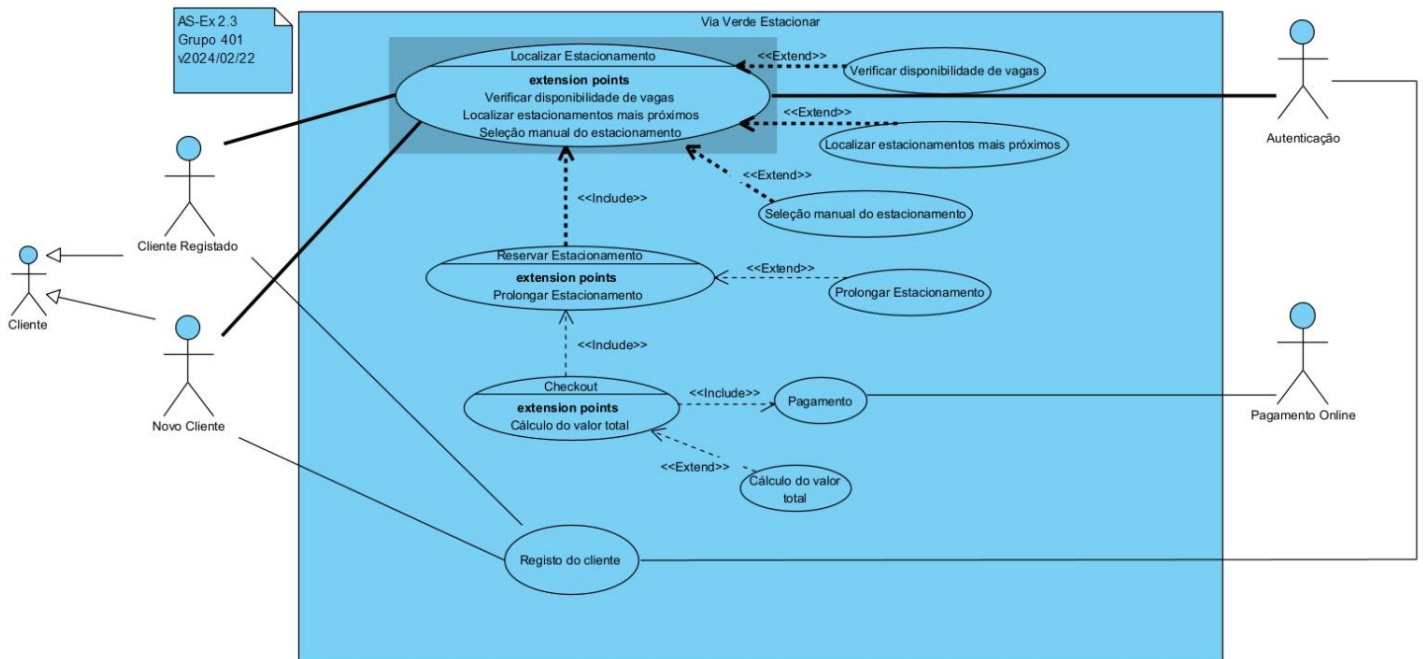 AS-Ex 2.3
Grupo 401
v2024/02/22
Via Verde Estacionar
Localizar Estacionamento
extension points
Verificar disponibilidade de vagas
Localizar estacionamentos mais próximos
Seleção manual do estacionamento
<<Extend>>
Verificar disponibilidade de vagas
<<Extend>>
Localizar estacionamentos mais próximos
<<Extend>>
Seleção manual do estacionamento
Autenticação
<<Include>>
Cliente Registado
Reservar Estacionamento
extension points
Prolongar Estacionamento
<<Extend>>
Prolongar Estacionamento
Cliente
<<Include>>
Novo Cliente
Checkout
extension points
Cálculo do valor total
<<Include>>
Pagamento
Pagamento Online
<<Extend>>
Cálculo do valor
total
Registo do cliente